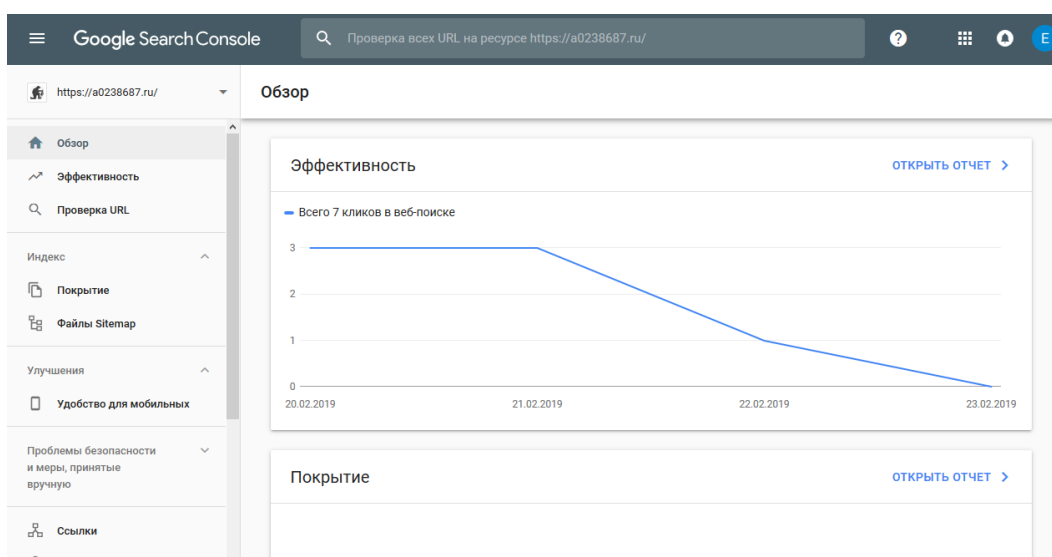 Google Search Console
Проверка всех URL на ресурсе https://a0238687.ru/
?
E
https://a0238687.ru/
Обзор
Обзор
Эффективность
Проверка URL
Индекс
Покрытие
Файлы Sitemap
Улучшения
Удобство для мобильных
Проблемы безопасности
и меры, принятые
вручную
Ссылки
Эффективность
ОТКРЫТЬ ОТЧЕТ
Всего 7 кликов в веб-поиске
3
2
1
0
20.02.2019
21.02.2019
22.02.2019
23.02.2019
Покрытие
ОТКРЫТЬ ОТЧЕТ